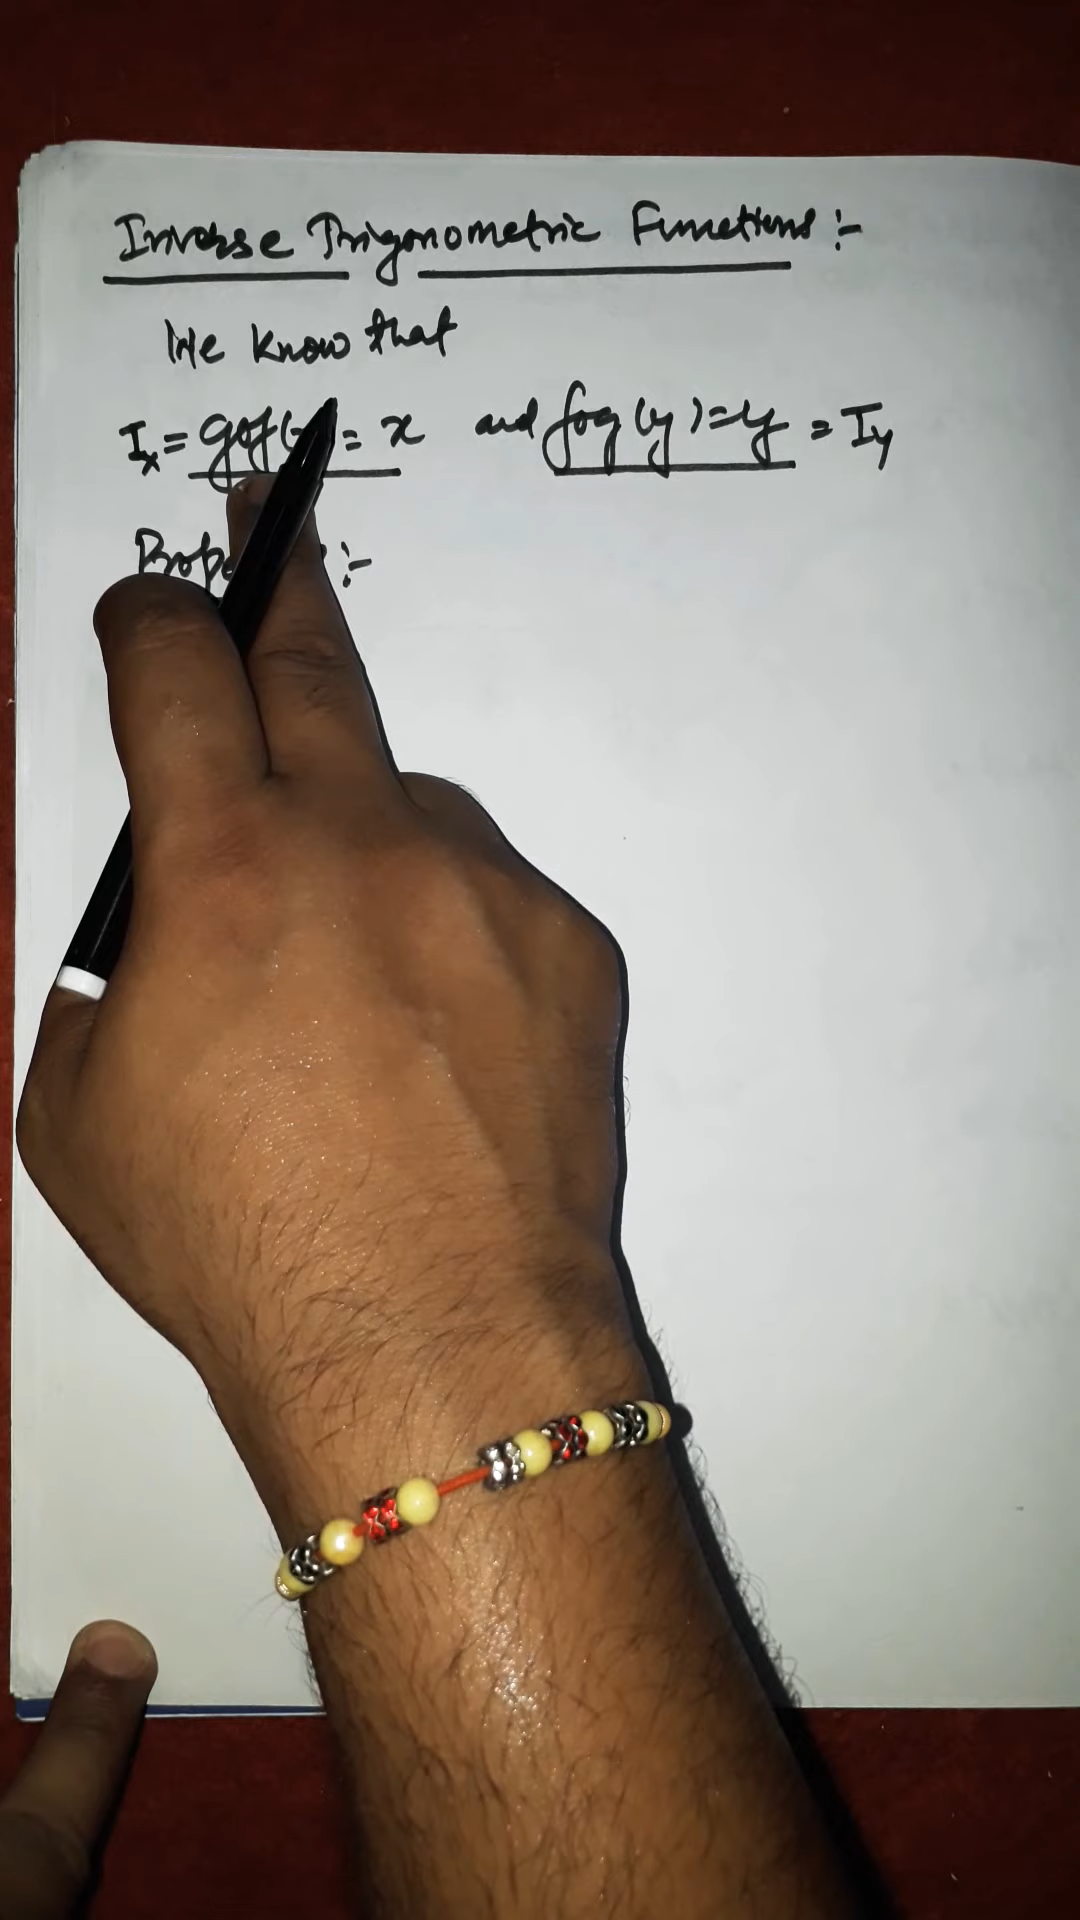 Inverse Trigonometric Functions :-
We know that
Ix = gof( = x and fog(y) = y = Iy
:-